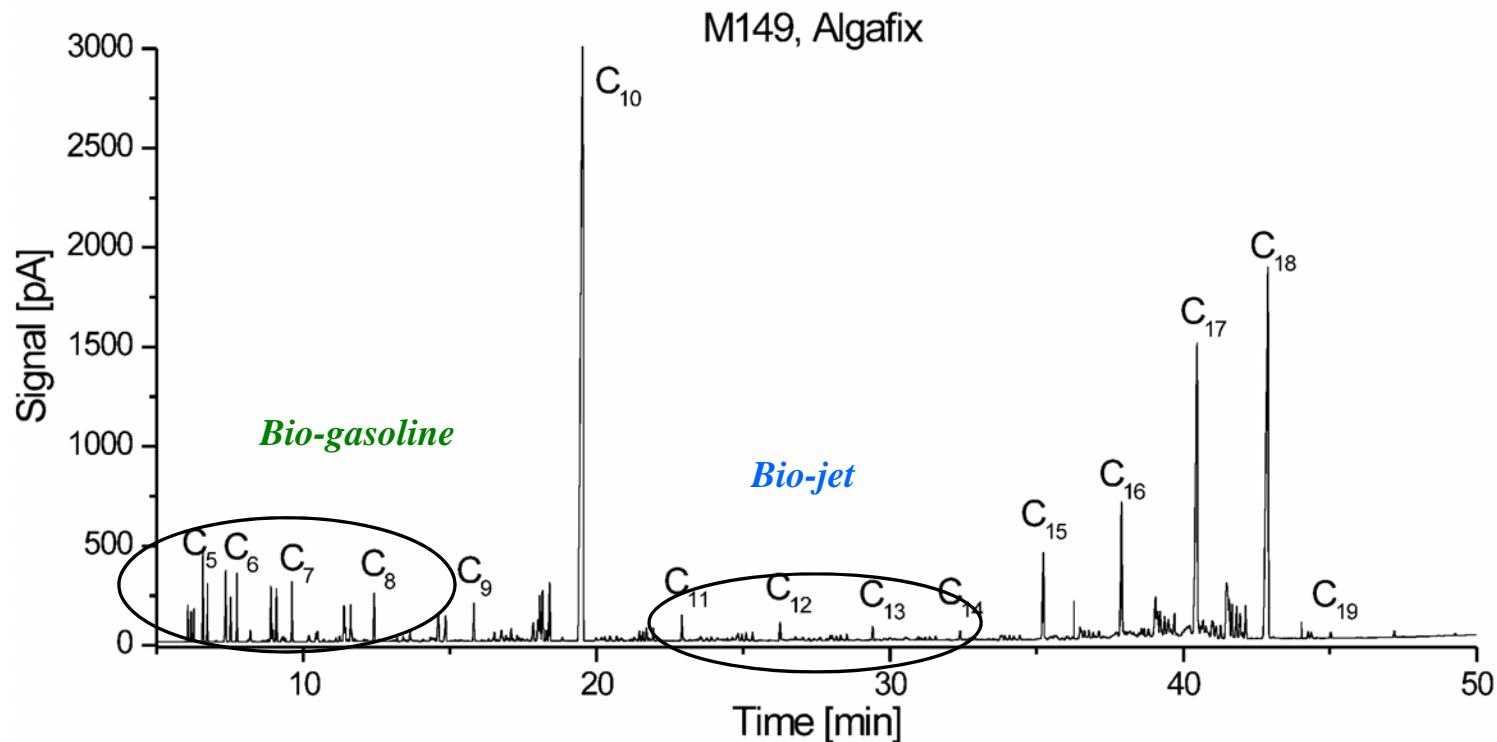 M149, Algafix
3000
2500
2000
1500
1000
500
0
Signal [pA]
C10
C18
C17
C16
C15
Bio-gasoline
Bio-jet
C5
C6
C7
C8
C9
C11
C12
C13
C14
C19
10
20
30
40
50
Time [min]